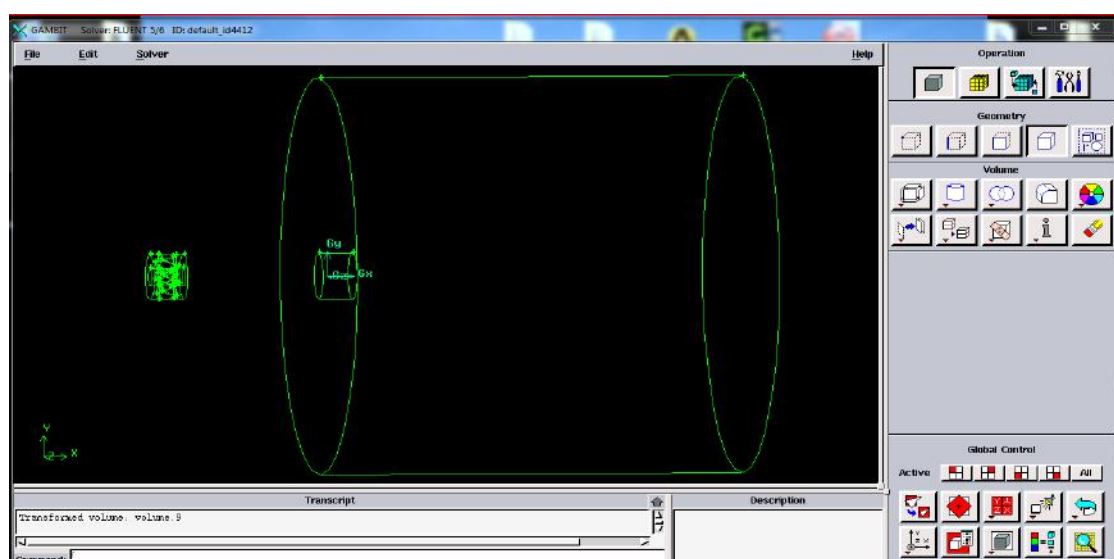 GAMBIT Solver: FLUENT 5/6 ID: default_id4412
File Edit Solver Help
Operation
Geometry
Volume
Gy
Gx
Y
Z X
Global Control
Active All
Transcript
Description
Transformed volume: volume.9
Command: